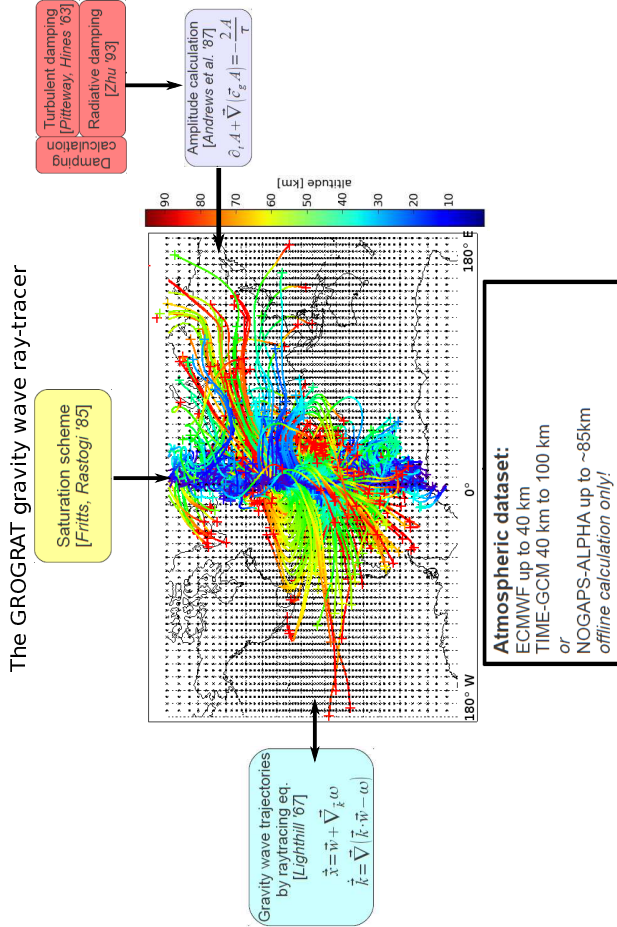 The GROGRAT gravity wave ray-tracer
Saturation scheme
[Fritts, Rastogi '85]
Turbulent damping
[Pitteway, Hines '63]
Radiative damping
[Zhu '93]
Damping
calculation
Amplitude calculation
[Andrews et al. '87]
∂ₜA+∇⃗(c⃗_g A)=−2A/τ
Gravity wave trajectories
by raytracing eq.
[Lighthill '67]
ẋ⃗=w⃗+∇⃗_k⃗ ω
k̇⃗=∇⃗(k⃗·w⃗−ω)
90
80
70
60
50
40
30
20
10
altitude [km]
180° W
0°
180° E
Atmospheric dataset:
ECMWF up to 40 km
TIME-GCM 40 km to 100 km
or
NOGAPS-ALPHA up to ~85km
offline calculation only!